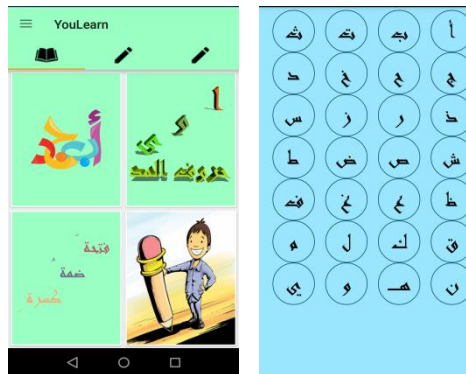 YouLearn
أبجد
ا
و
ي
حروف المد
فتحة
ضمة
كسرة
أ ب ت ث
ج ح خ د
ذ ر ز س
ش ص ض ط
ظ ع غ ف
ق ك ل م
ن هـ و ي